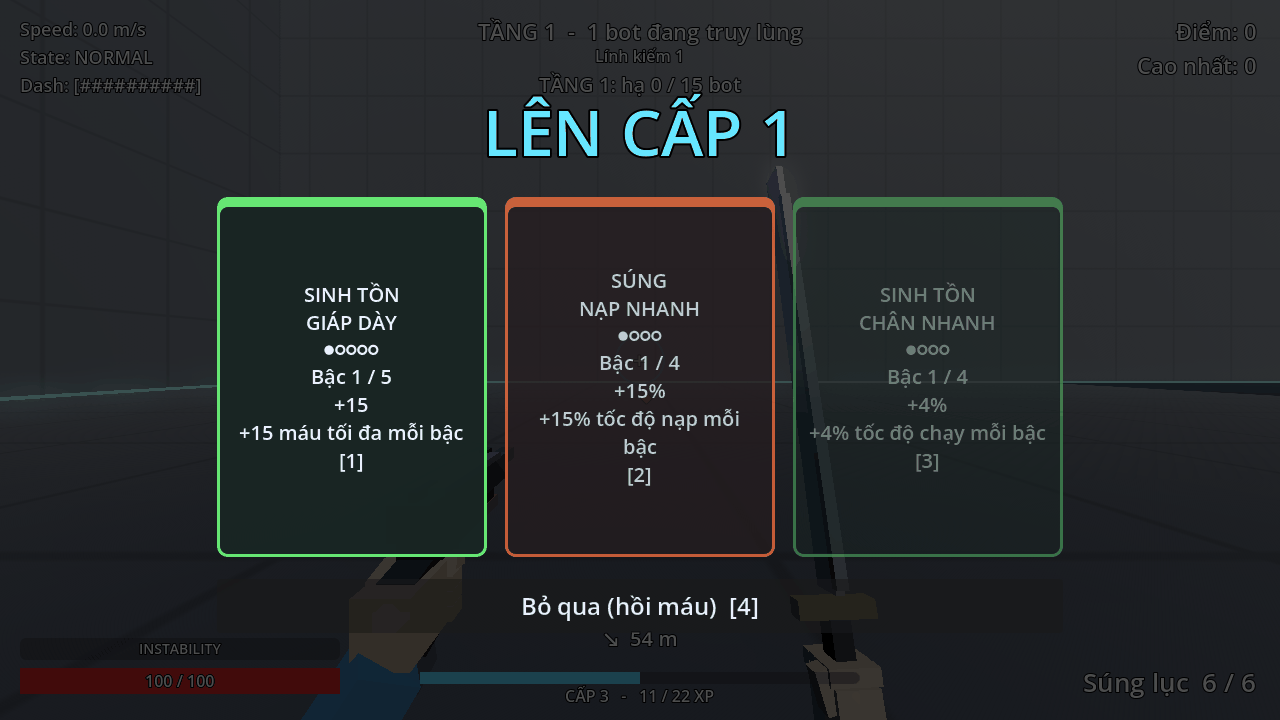 Speed: 0.0 m/s
State: NORMAL
Dash: [##########]
TẦNG 1 - 1 bot đang truy lùng
Lính kiếm 1
TẦNG 1: hạ 0 / 15 bot
Điểm: 0
Cao nhất: 0
LÊN CẤP 1
SINH TỒN
GIÁP DÀY
●○○○○
Bậc 1 / 5
+15
+15 máu tối đa mỗi bậc
[1]
SÚNG
NẠP NHANH
●○○○
Bậc 1 / 4
+15%
+15% tốc độ nạp mỗi
bậc
[2]
SINH TỒN
CHÂN NHANH
●○○○
Bậc 1 / 4
+4%
+4% tốc độ chạy mỗi bậc
[3]
Bỏ qua (hồi máu) [4]
↘ 54 m
INSTABILITY
100 / 100
CẤP 3 - 11 / 22 XP
Súng lục 6 / 6